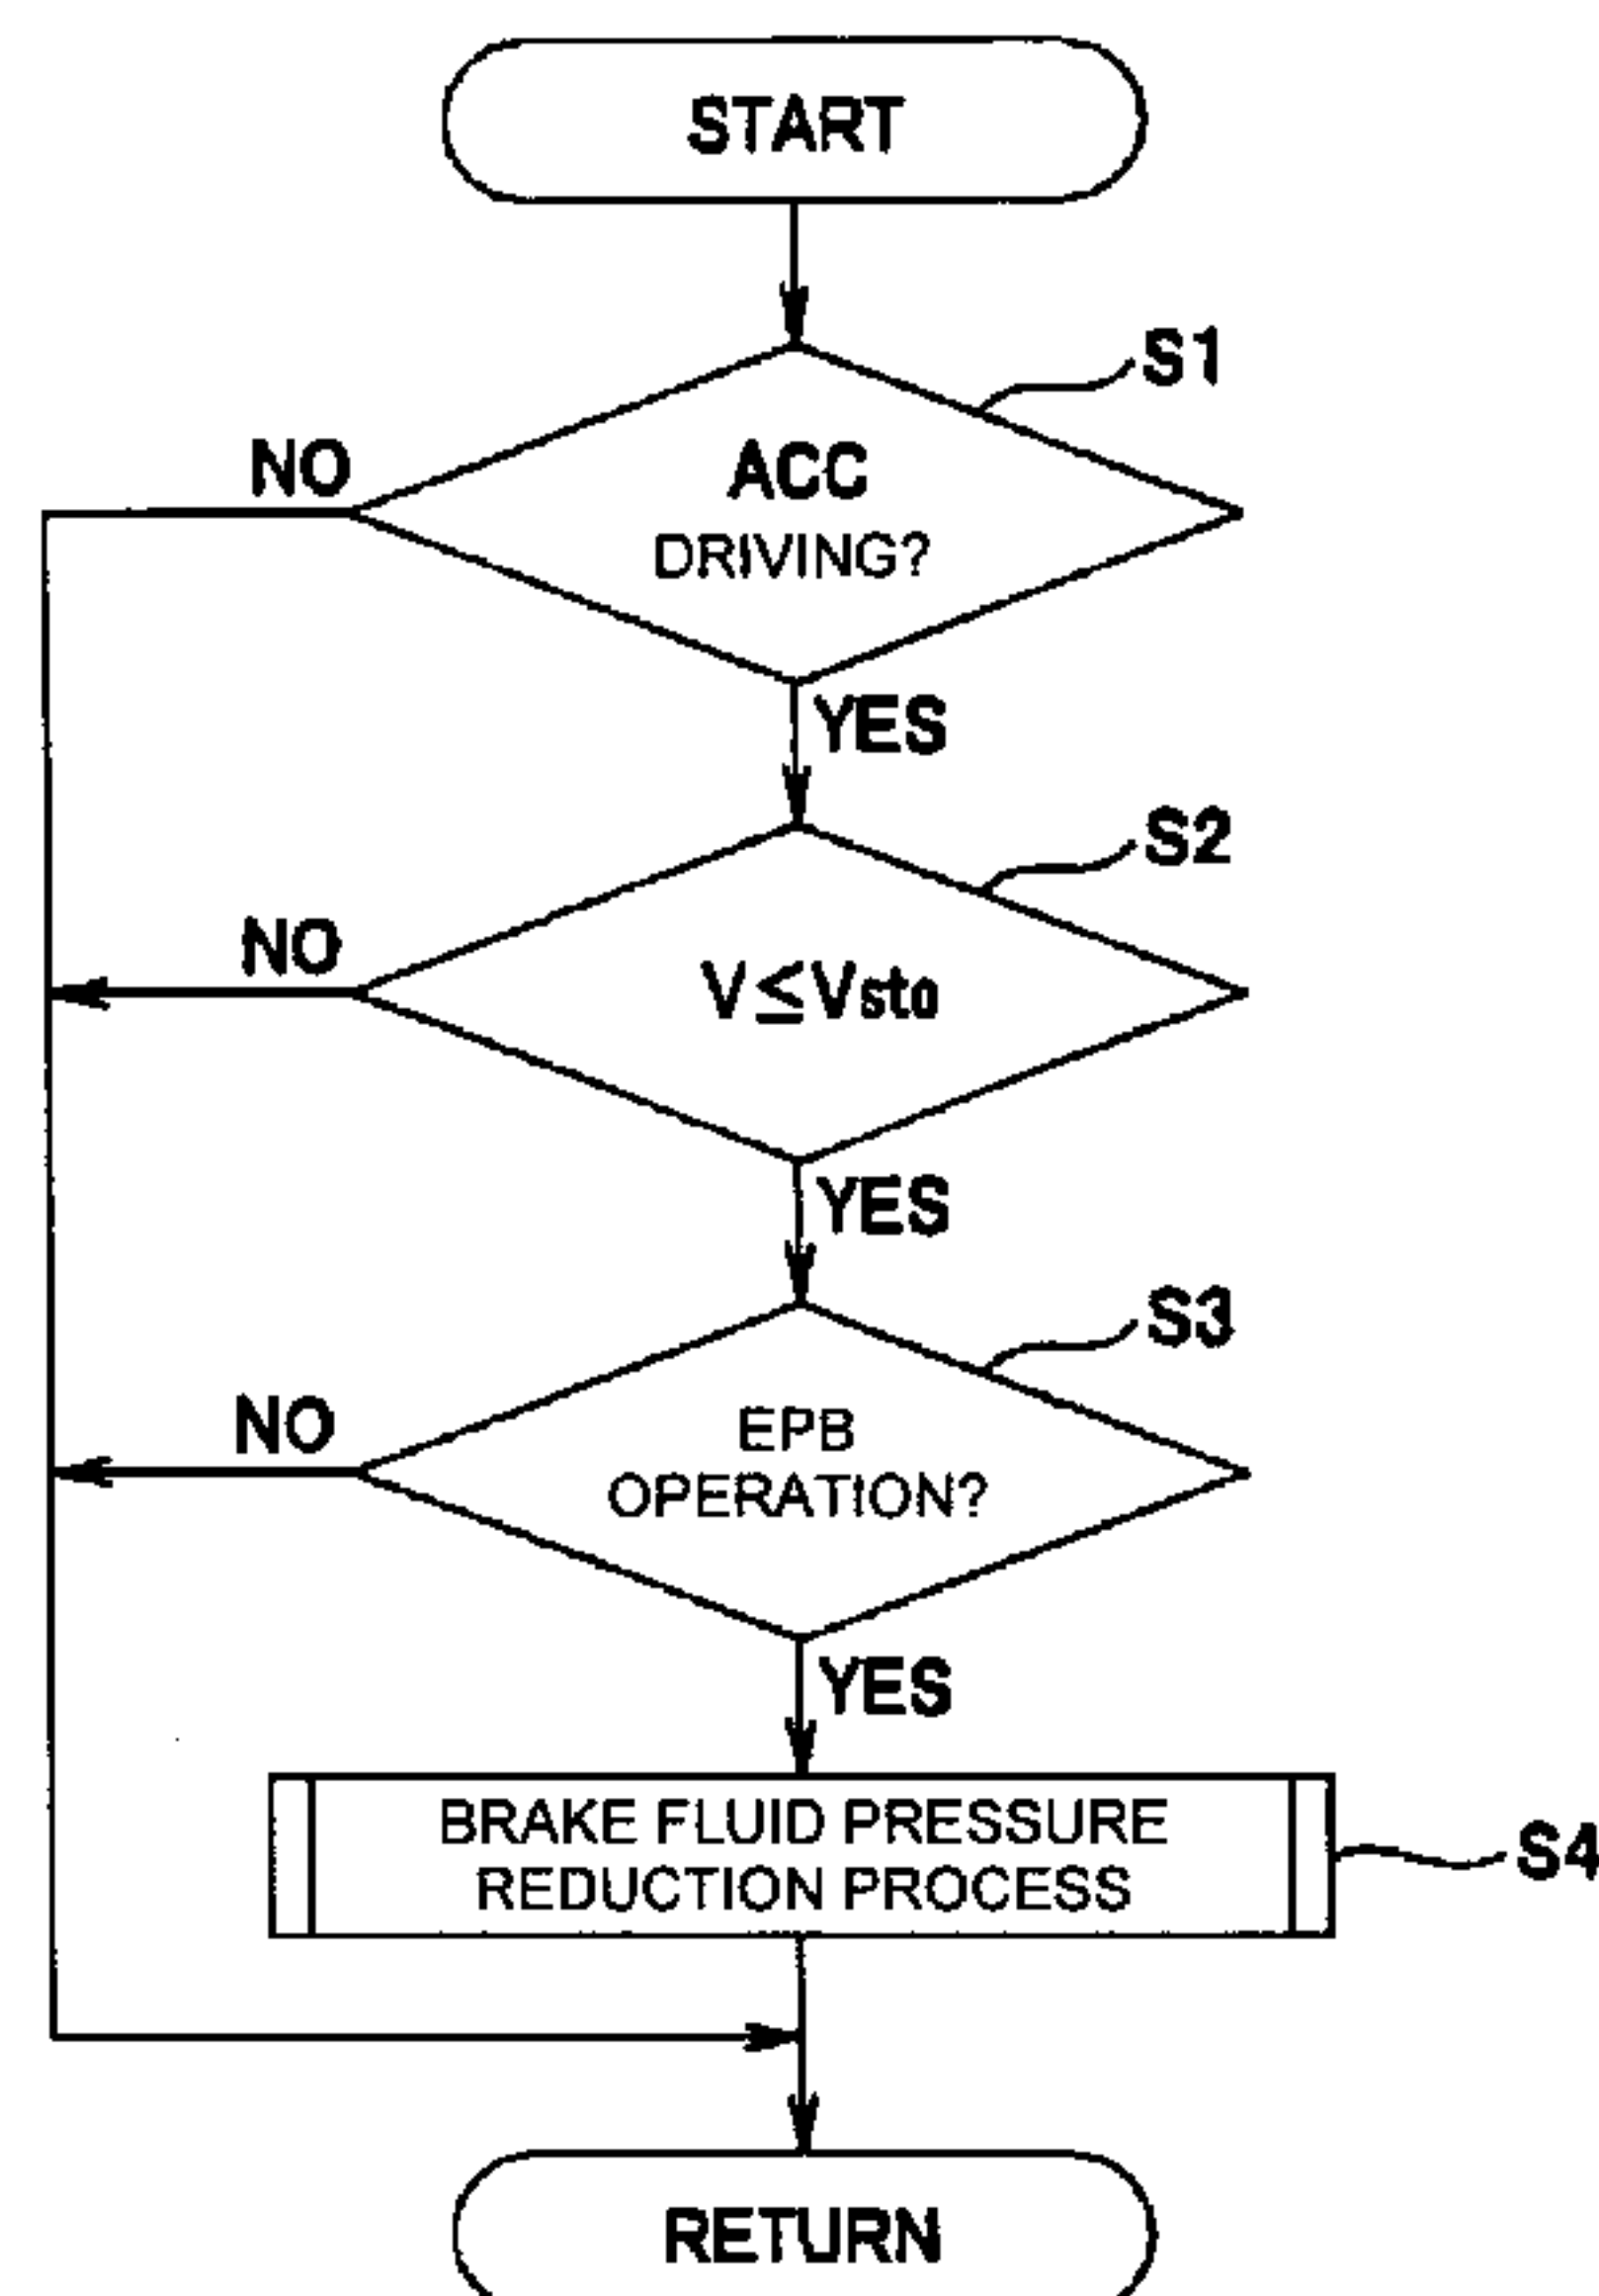 START
S1
NO
ACC
DRIVING?
YES
S2
NO
V≤Vsto
YES
S3
NO
EPB
OPERATION?
YES
BRAKE FLUID PRESSURE
REDUCTION PROCESS
S4
RETURN